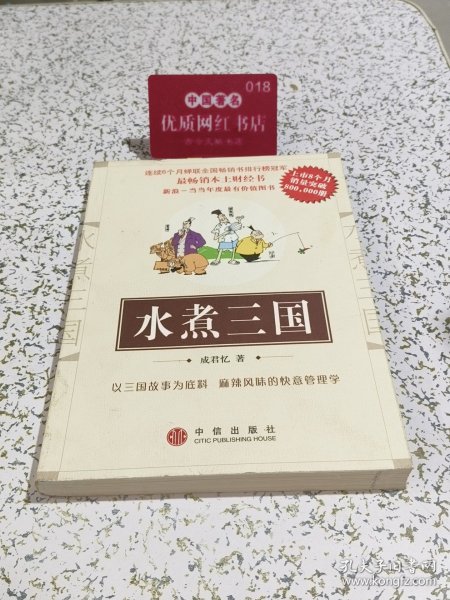 018
中国著名
优质网红书店
连续6个月蝉联全国畅销书排行榜冠军
最畅销本土财经书
新浪-当当年度最有价值图书
上市8个月
销量突破
800,000册
水煮三国
成君忆 著
以三国故事为底料 麻辣风味的快意管理学
中信出版社
CITIC PUBLISHING HOUSE
孔夫子旧书网
www.kongfz.com